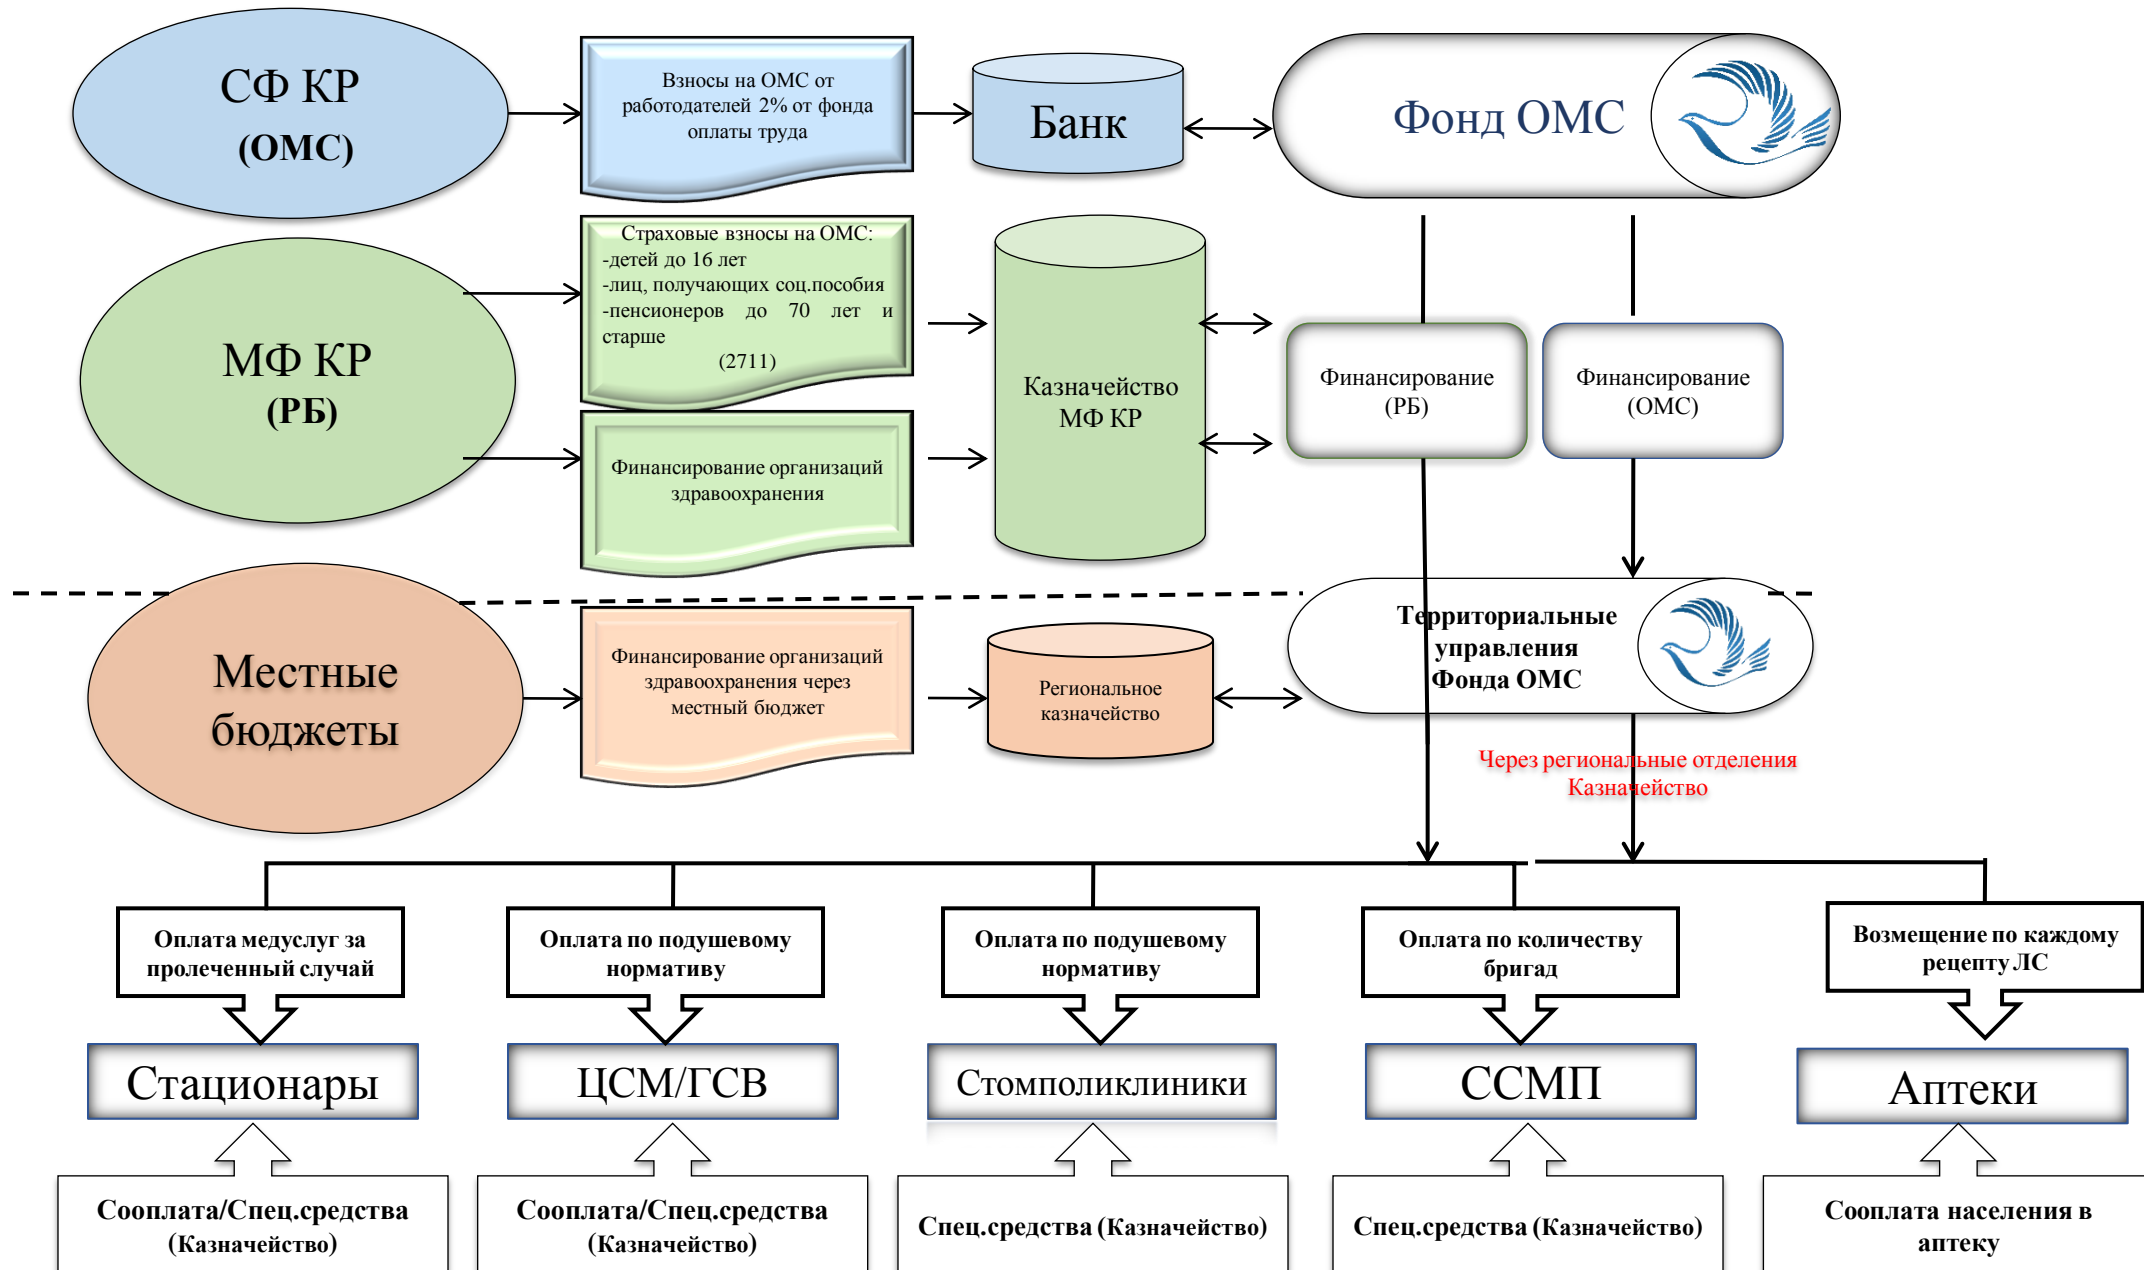 СФ КР
(ОМС)
Взносы на ОМС от
работодателей 2% от фонда
оплаты труда
Банк
Фонд ОМС
МФ КР
(РБ)
Страховые взносы на ОМС:
-детей до 16 лет
-лиц, получающих соц.пособия
-пенсионеров до 70 лет и
старше
(2711)
Финансирование организаций
здравоохранения
Казначейство
МФ КР
Финансирование
(РБ)
Финансирование
(ОМС)
Местные
бюджеты
Финансирование организаций
здравоохранения через
местный бюджет
Региональное
казначейство
Территориальные
управления
Фонда ОМС
Через региональные отделения
Казначейство
Оплата медуслуг за
пролеченный случай
Оплата по подушевому
нормативу
Оплата по подушевому
нормативу
Оплата по количеству
бригад
Возмещение по каждому
рецепту ЛС
Стационары
ЦСМ/ГСВ
Стомполиклиники
ССМП
Аптеки
Сооплата/Спец.средства
(Казначейство)
Сооплата/Спец.средства
(Казначейство)
Спец.средства (Казначейство)
Спец.средства (Казначейство)
Сооплата населения в
аптеку